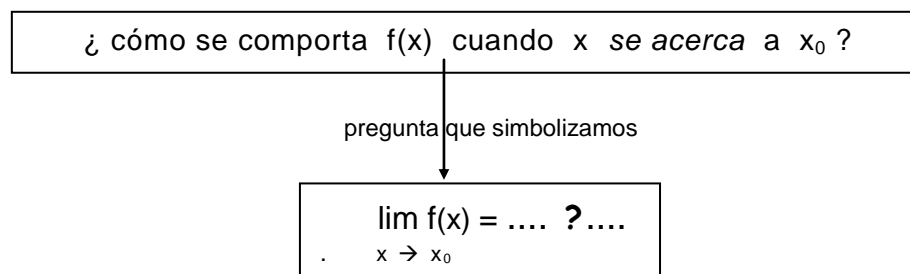 ¿ cómo se comporta f(x) cuando x se acerca a x₀ ?
pregunta que simbolizamos
lim f(x) = .... ? ....
. x → x₀